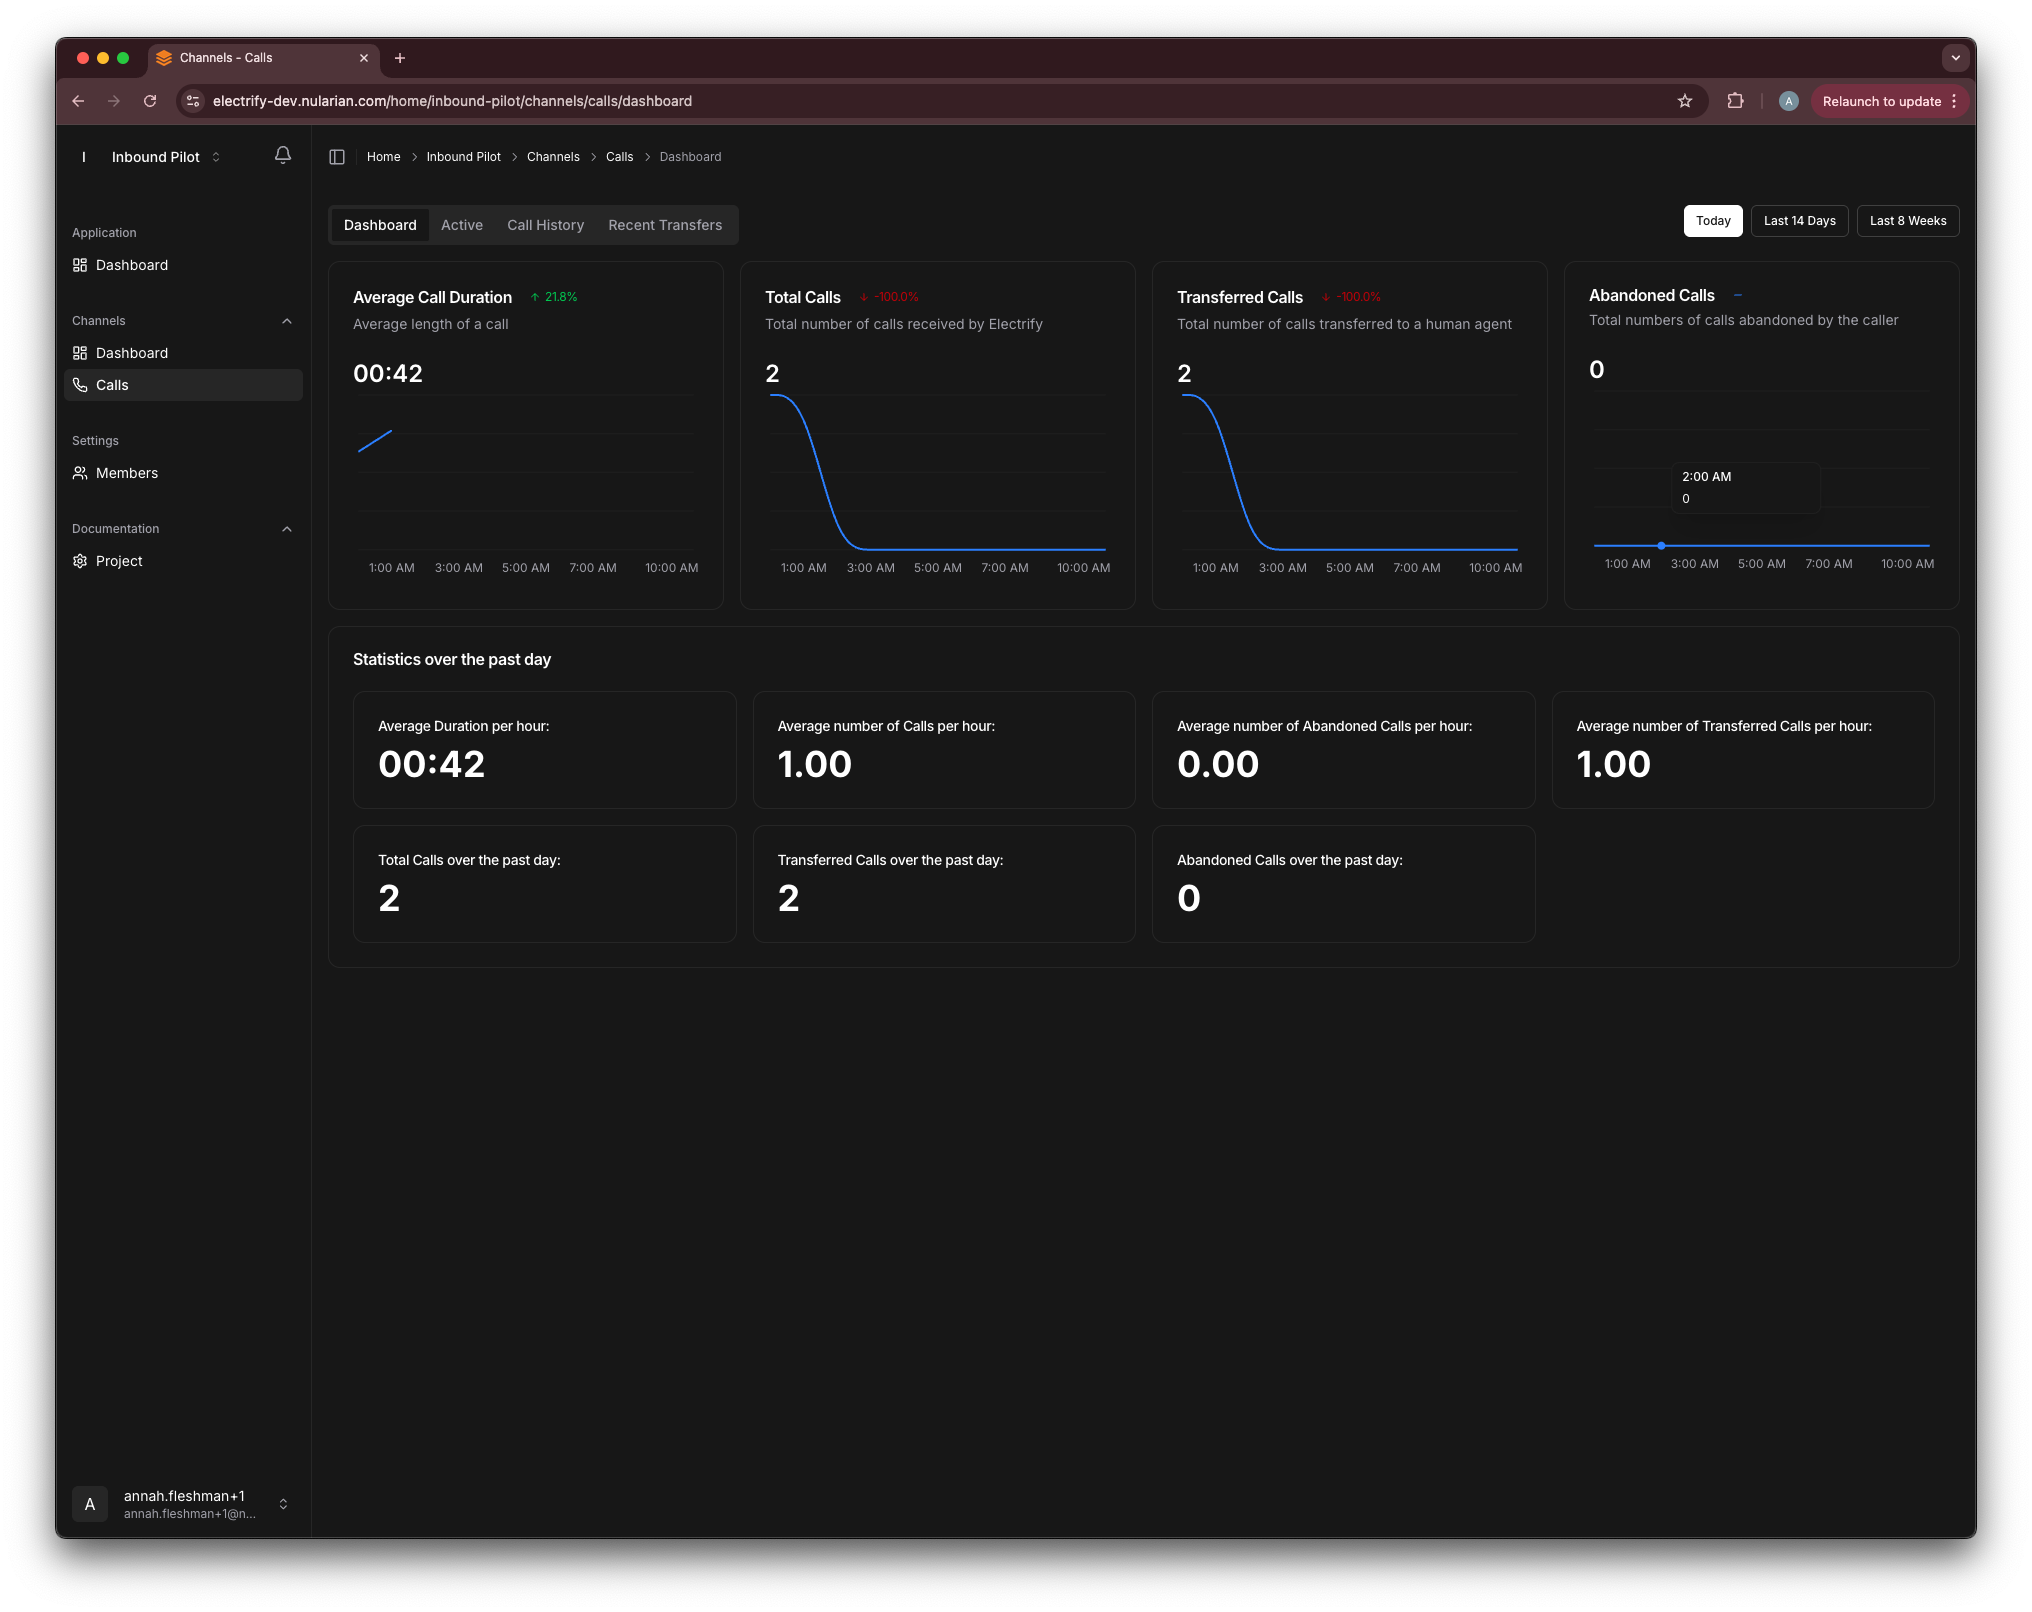 Channels - Calls
electrify-dev.nularian.com/home/inbound-pilot/channels/calls/dashboard
A
Relaunch to update
I
Inbound Pilot
Home
Inbound Pilot
Channels
Calls
Dashboard
Application
Dashboard
Channels
Dashboard
Calls
Settings
Members
Documentation
Project
Dashboard
Active
Call History
Recent Transfers
Today
Last 14 Days
Last 8 Weeks
Average Call Duration
21.8%
Average length of a call
00:42
1:00 AM 3:00 AM 5:00 AM 7:00 AM 10:00 AM
Total Calls
-100.0%
Total number of calls received by Electrify
2
1:00 AM 3:00 AM 5:00 AM 7:00 AM 10:00 AM
Transferred Calls
-100.0%
Total number of calls transferred to a human agent
2
1:00 AM 3:00 AM 5:00 AM 7:00 AM 10:00 AM
Abandoned Calls
Total numbers of calls abandoned by the caller
0
2:00 AM
0
1:00 AM 3:00 AM 5:00 AM 7:00 AM 10:00 AM
Statistics over the past day
Average Duration per hour:
00:42
Average number of Calls per hour:
1.00
Average number of Abandoned Calls per hour:
0.00
Average number of Transferred Calls per hour:
1.00
Total Calls over the past day:
2
Transferred Calls over the past day:
2
Abandoned Calls over the past day:
0
A
annah.fleshman+1
annah.fleshman+1@n...